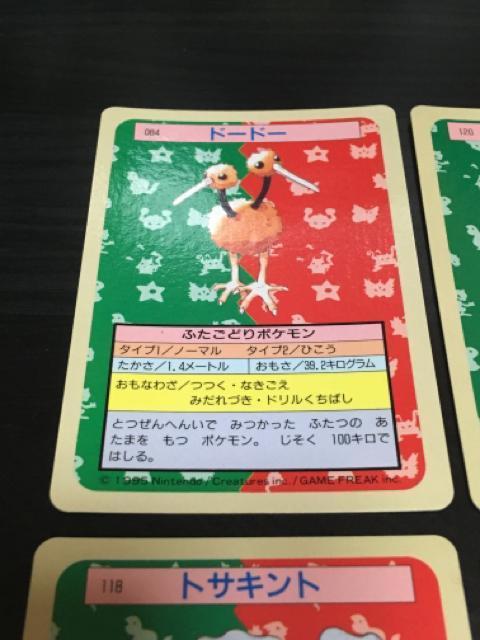 084 ドードー
120
ふたごどりポケモン
タイプ1/ノーマル タイプ2/ひこう
たかさ/1.4メートル おもさ/39.2キログラム
おもなわざ/つつく・なきごえ
みだれづき・ドリルくちばし
とつぜんへんいで みつかった ふたつの あ
たまを もつ ポケモン。 じそく 100キロで
はしる。
© 1995 Nintendo/Creatures inc./GAME FREAK inc.
118 トサキント